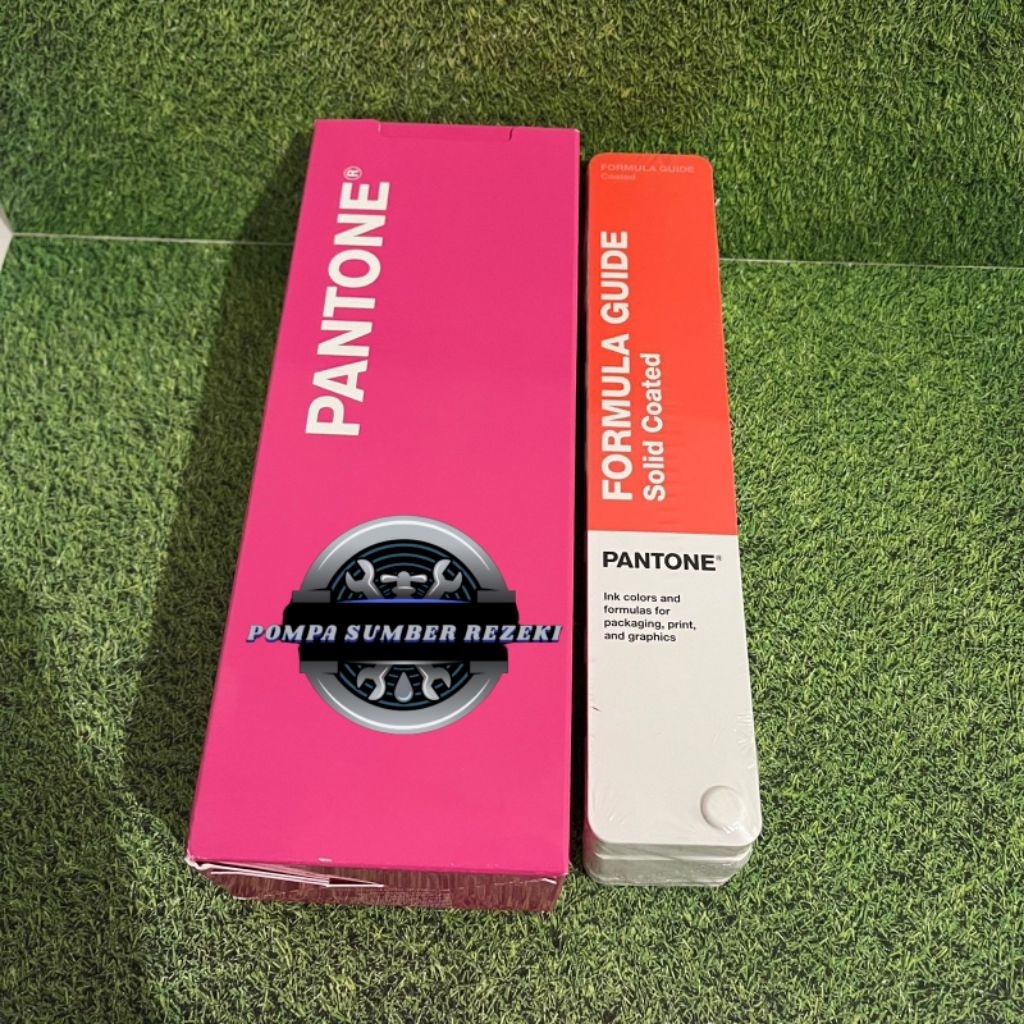 PANTONE®
POMPA SUMBER REZEKI
FORMULA GUIDE
Coated
FORMULA GUIDE
Solid Coated
PANTONE®
Ink colors and
formulas for
packaging, print,
and graphics